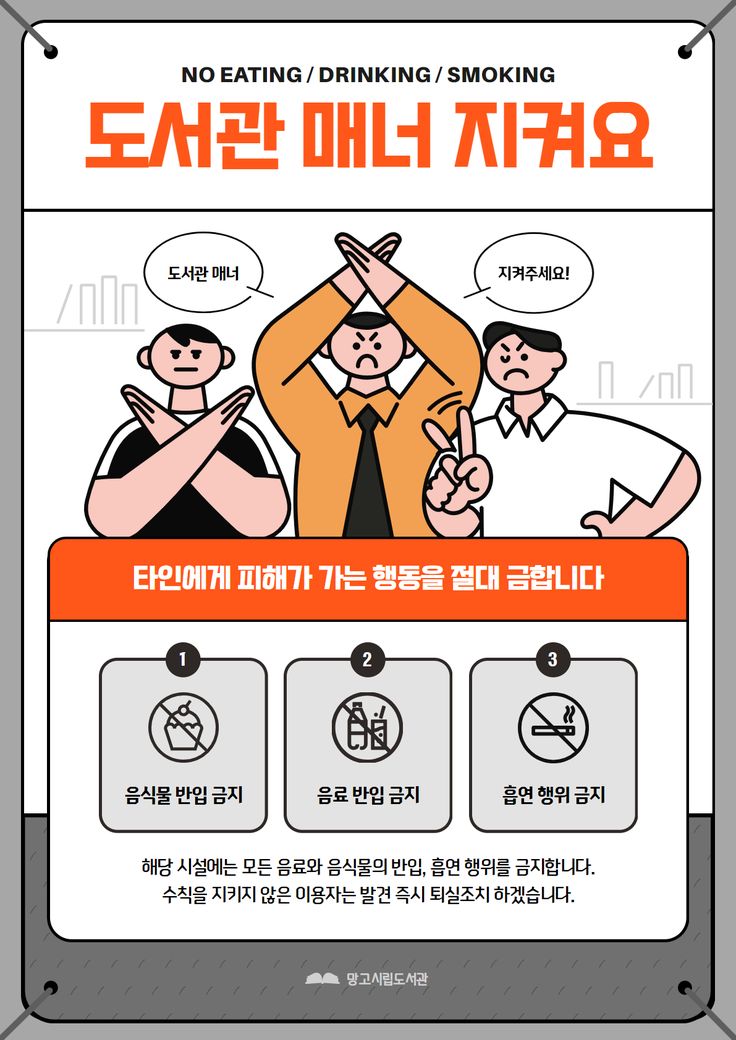 NO EATING / DRINKING / SMOKING
도서관 매너 지켜요
도서관 매너
지켜주세요!
타인에게 피해가 가는 행동을 절대 금합니다
1
2
3
음식물 반입 금지
음료 반입 금지
흡연 행위 금지
해당 시설에는 모든 음료와 음식물의 반입, 흡연 행위를 금지합니다.
수칙을 지키지 않은 이용자는 발견 즉시 퇴실조치 하겠습니다.
망고시립도서관